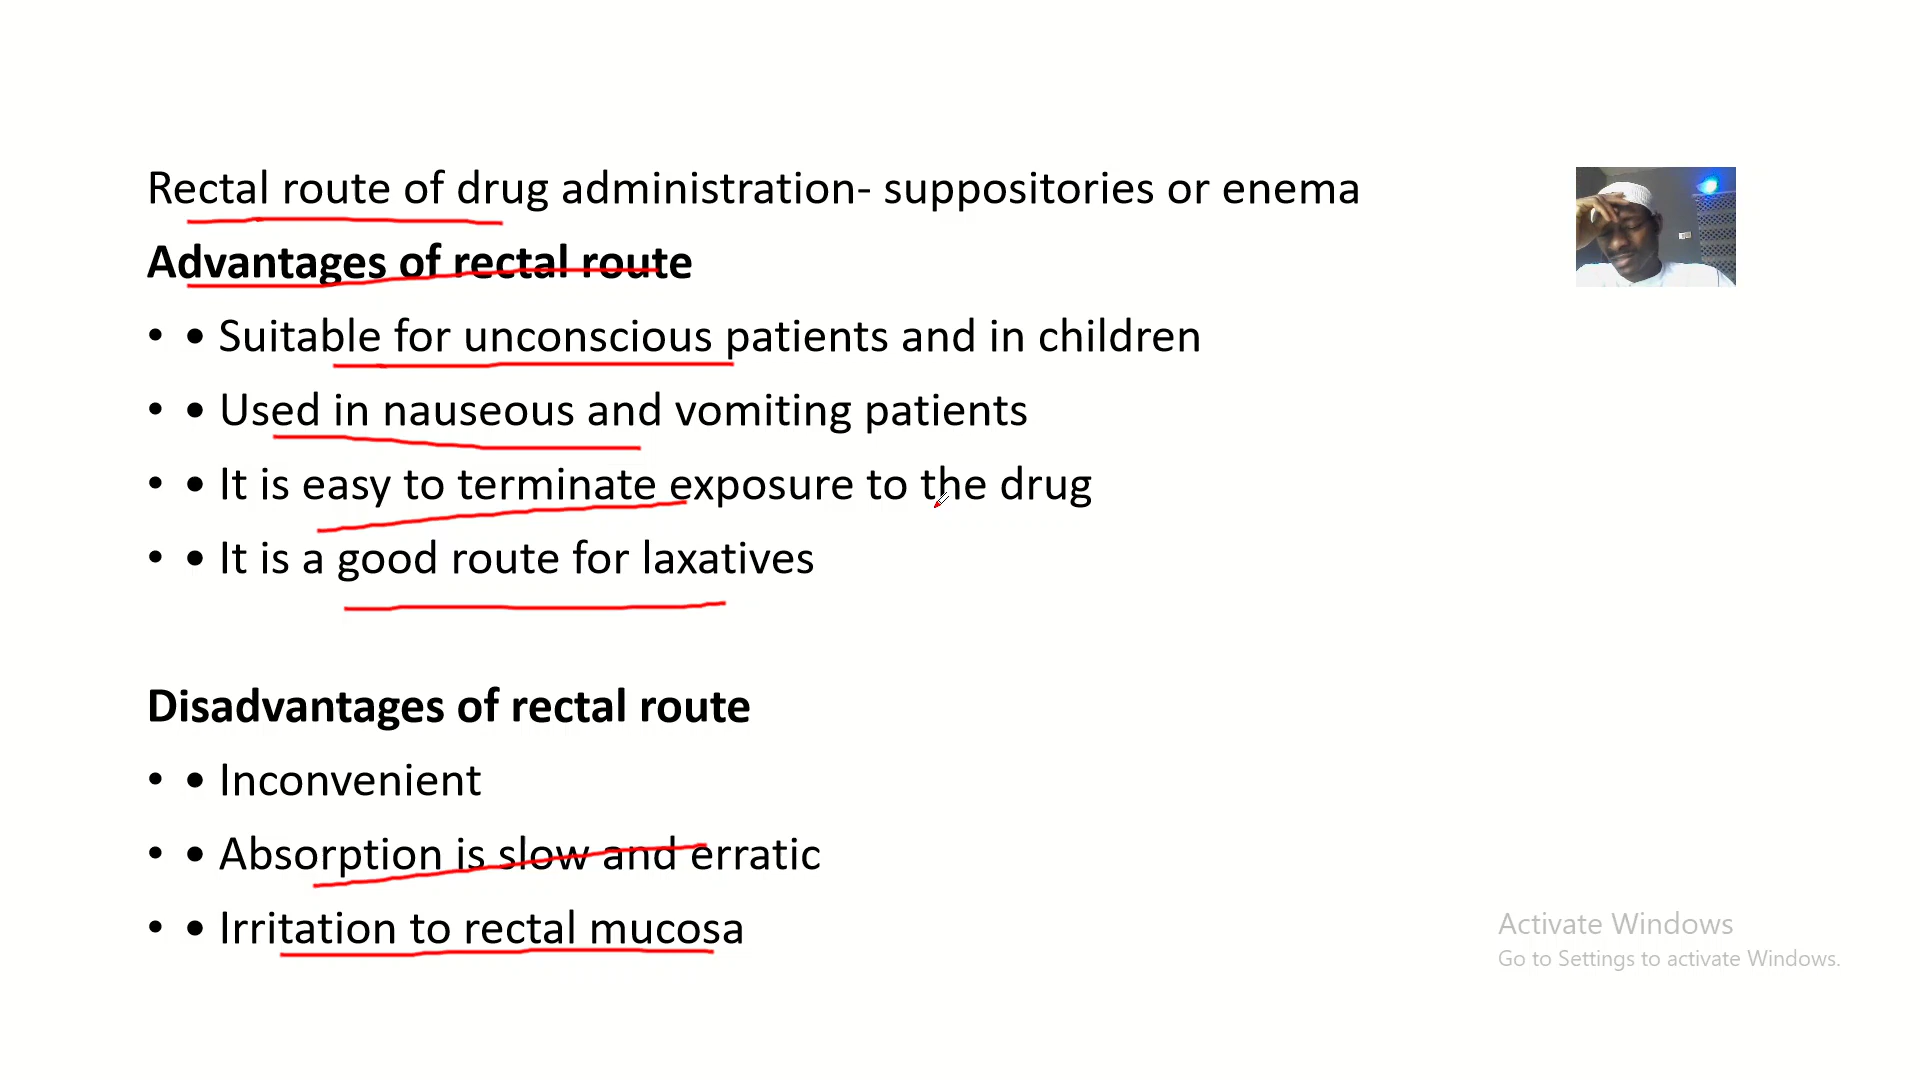 Rectal route of drug administration- suppositories or enema
Advantages of rectal route
• • Suitable for unconscious patients and in children
• • Used in nauseous and vomiting patients
• • It is easy to terminate exposure to the drug
• • It is a good route for laxatives
Disadvantages of rectal route
• • Inconvenient
• • Absorption is slow and erratic
• • Irritation to rectal mucosa
Activate Windows
Go to Settings to activate Windows.